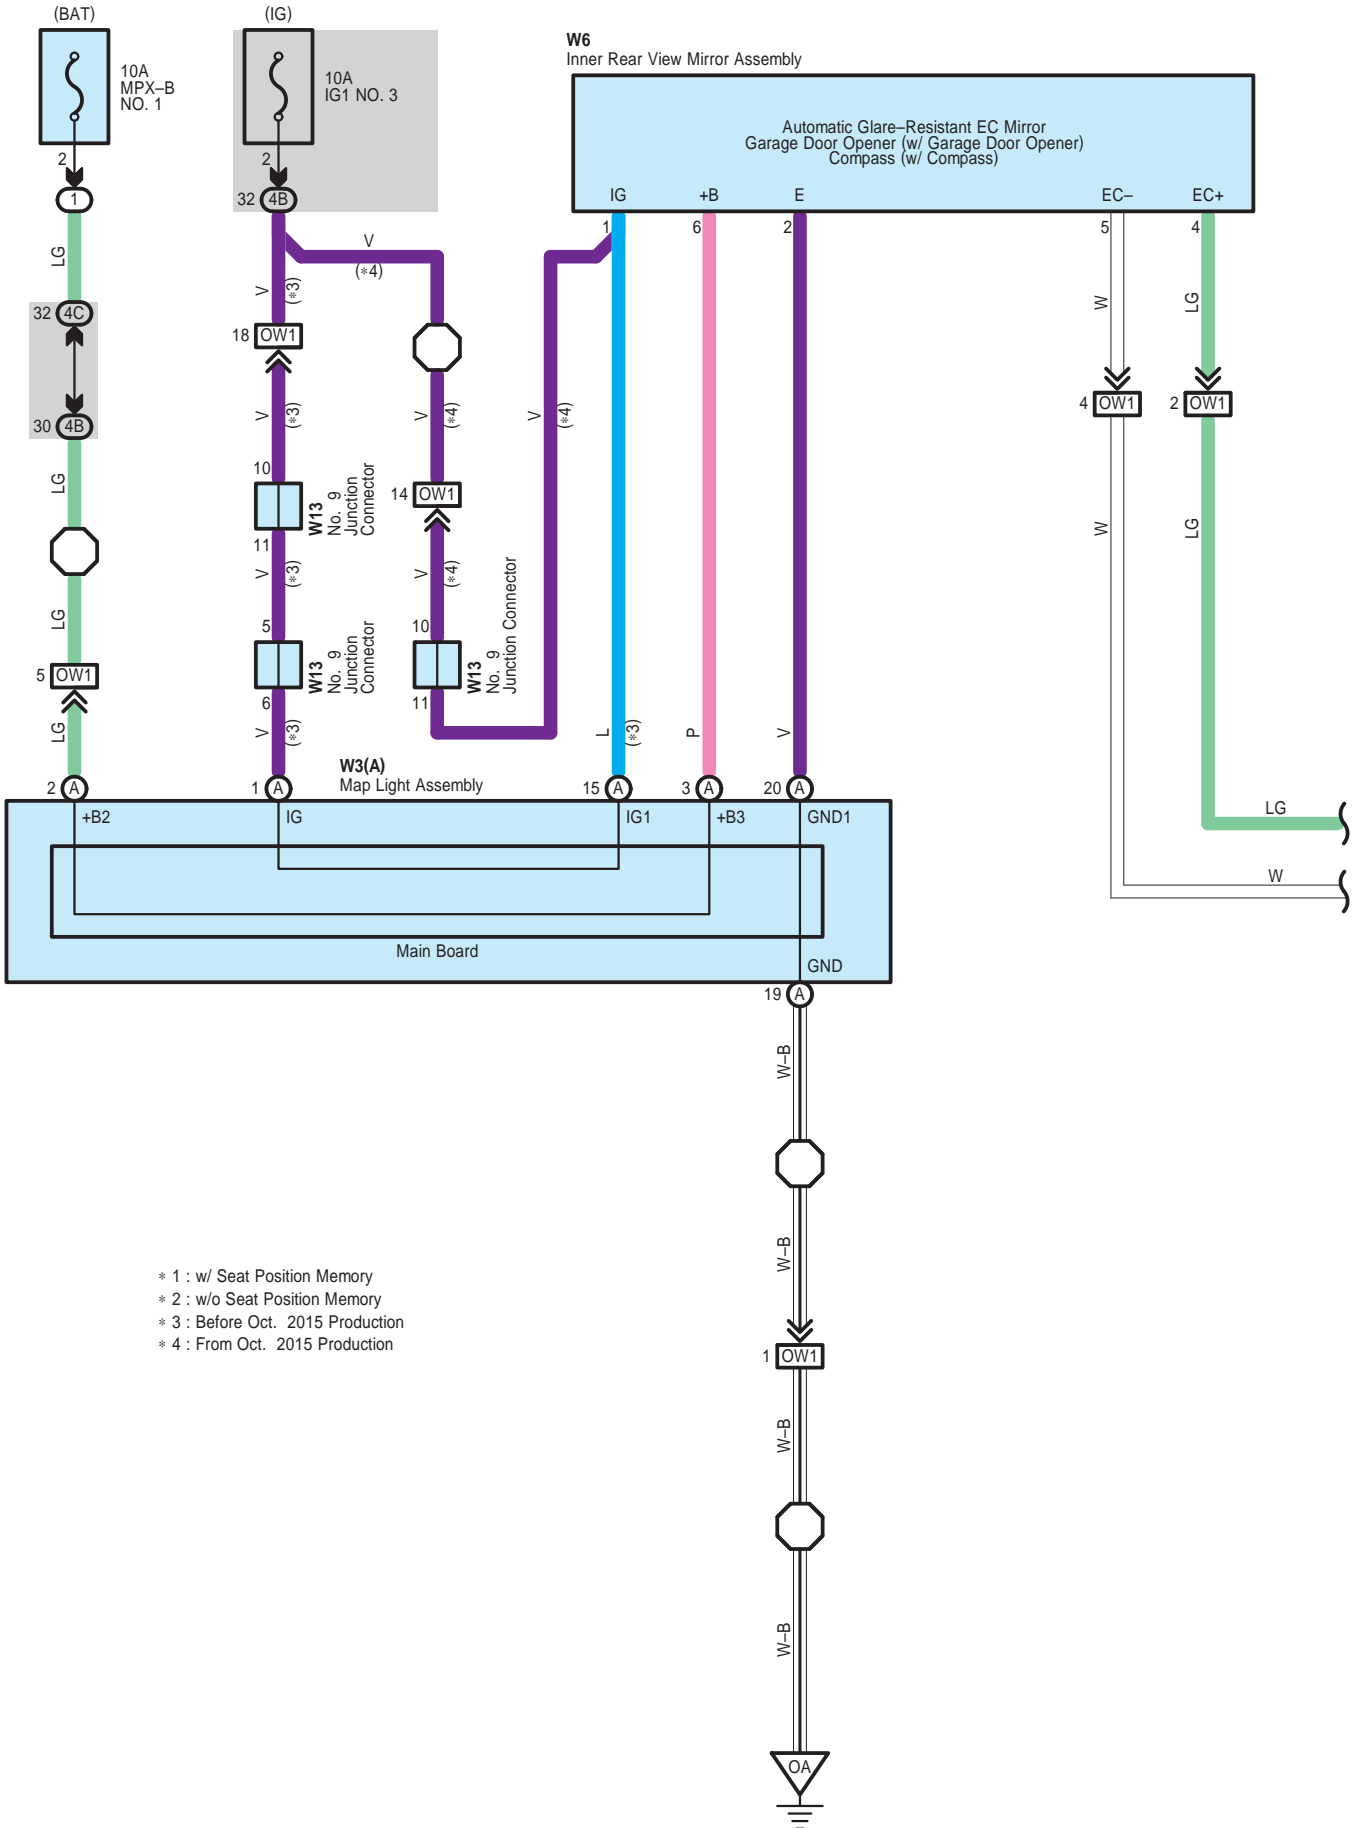 (BAT)
(IG)
10A
MPX–B
NO. 1
10A
IG1 NO. 3
W6
Inner Rear View Mirror Assembly
Automatic Glare–Resistant EC Mirror
Garage Door Opener (w/ Garage Door Opener)
Compass (w/ Compass)
IG
+B
E
EC–
EC+
2
2
1
32
4B
1
6
2
5
4
LG
V
(*4)
V
(*3)
W
LG
32
4C
18
OW1
30
4B
4
OW1
2
OW1
V
(*3)
V
(*4)
V
(*4)
LG
10
W13
No. 9
Junction
Connector
14
OW1
11
W
LG
V
(*3)
V
(*4)
LG
5
W13
No. 9
Junction
Connector
10
W13
No. 9
Junction Connector
5
OW1
6
11
LG
V
(*3)
L
(*3)
P
V
W3(A)
Map Light Assembly
2
A
1
A
15
A
3
A
20
A
+B2
IG
IG1
+B3
GND1
LG
W
Main Board
GND
19
A
W–B
W–B
* 1 : w/ Seat Position Memory
* 2 : w/o Seat Position Memory
* 3 : Before Oct. 2015 Production
* 4 : From Oct. 2015 Production
1
OW1
W–B
W–B
OA